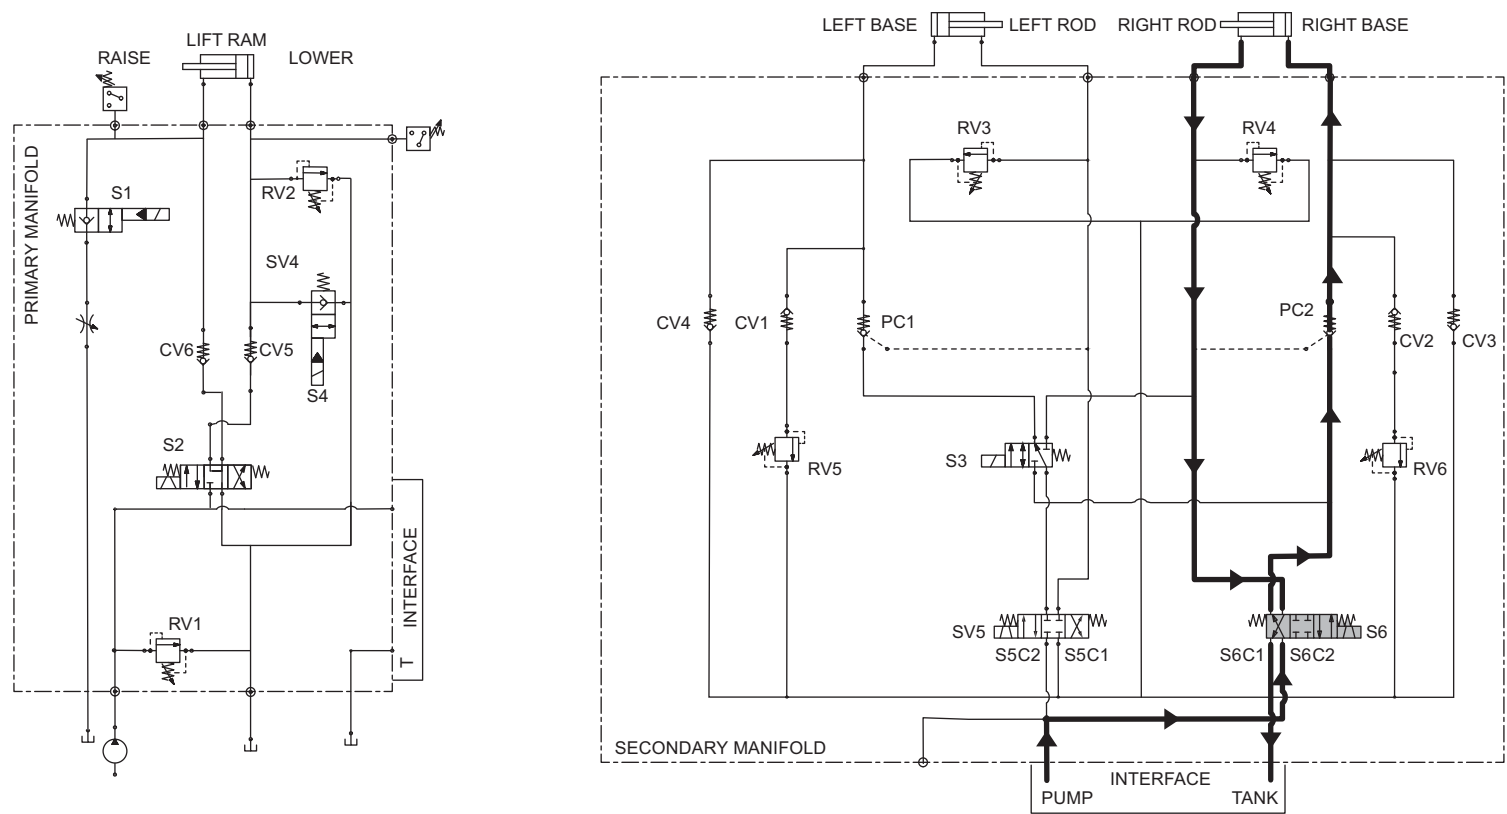 LIFT RAM
RAISE
LOWER
PRIMARY MANIFOLD
S1
RV2
SV4
CV6
CV5
S4
S2
RV1
INTERFACE
T
LEFT BASE
LEFT ROD
RIGHT ROD
RIGHT BASE
RV3
RV4
CV4
CV1
PC1
PC2
CV2
CV3
RV5
S3
RV6
SV5
S6
S5C2
S5C1
S6C1
S6C2
SECONDARY MANIFOLD
INTERFACE
PUMP
TANK